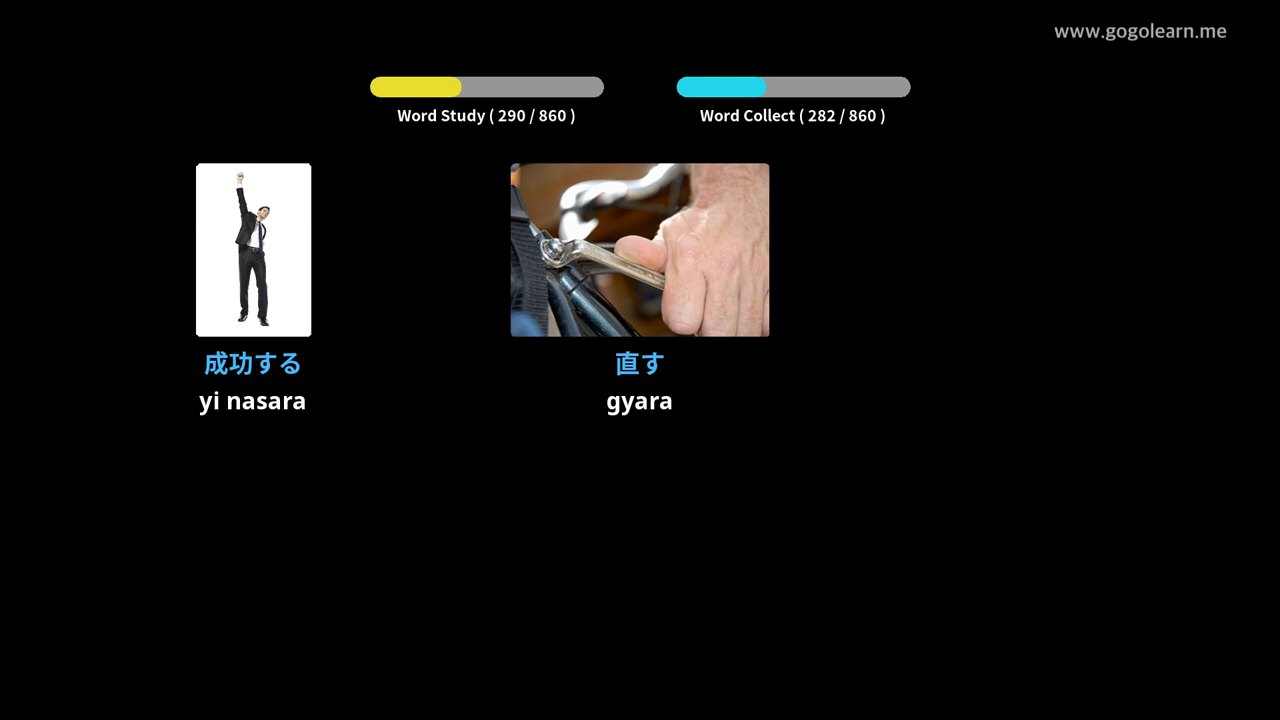 www.gogolearn.me
Word Study ( 290 / 860 )
Word Collect ( 282 / 860 )
成功する
yi nasara
直す
gyara